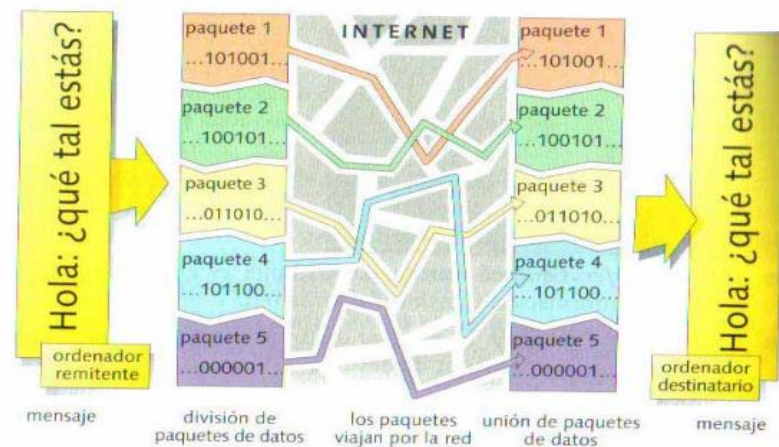 Hola: ¿qué tal estás?
ordenador
remitente
mensaje
paquete 1
...101001...
paquete 2
...100101...
paquete 3
...011010...
paquete 4
...101100...
paquete 5
...000001...
división de
paquetes de datos
INTERNET
los paquetes
viajan por la red
paquete 1
...101001...
paquete 2
...100101...
paquete 3
...011010...
paquete 4
...101100...
paquete 5
...000001...
unión de paquetes
de datos
Hola: ¿qué tal estás?
ordenador
destinatario
mensaje